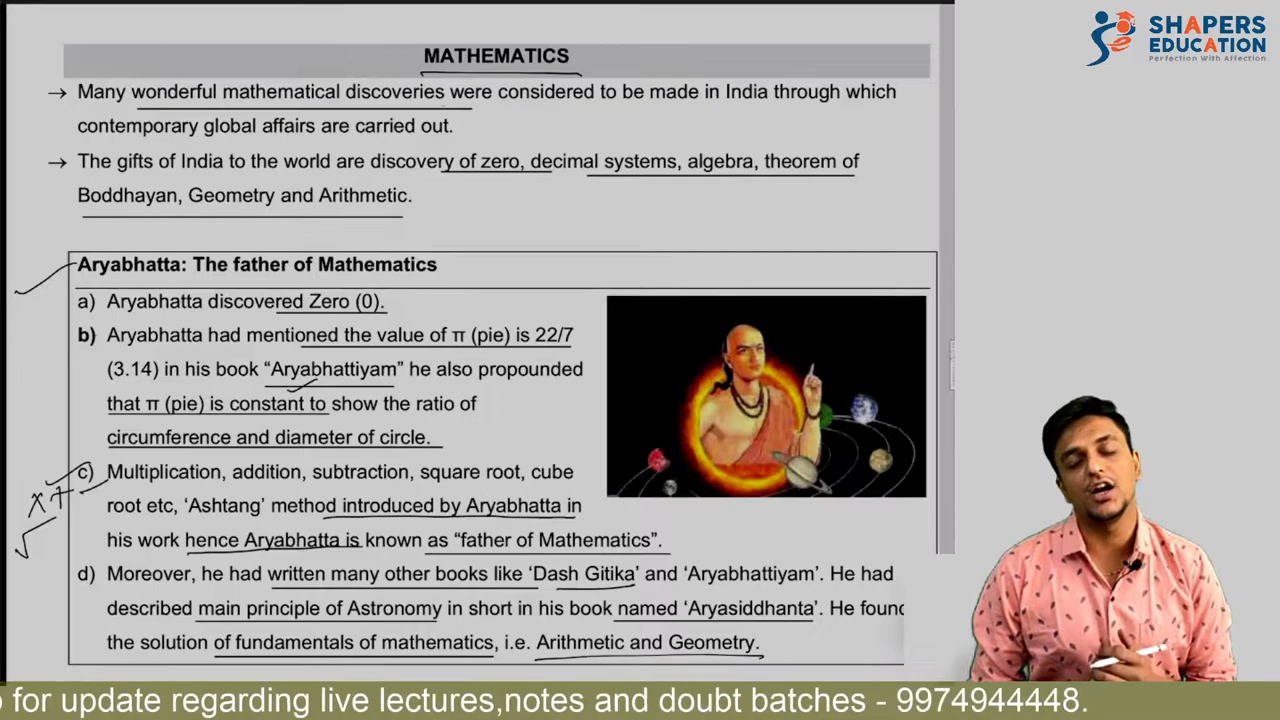 SHAPERS
EDUCATION
Perfection With Affection
MATHEMATICS
→ Many wonderful mathematical discoveries were considered to be made in India through which
contemporary global affairs are carried out.
→ The gifts of India to the world are discovery of zero, decimal systems, algebra, theorem of
Boddhayan, Geometry and Arithmetic.
Aryabhatta: The father of Mathematics
a) Aryabhatta discovered Zero (0).
b) Aryabhatta had mentioned the value of π (pie) is 22/7
(3.14) in his book “Aryabhattiyam” he also propounded
that π (pie) is constant to show the ratio of
circumference and diameter of circle.
c) Multiplication, addition, subtraction, square root, cube
root etc, ‘Ashtang’ method introduced by Aryabhatta in
his work hence Aryabhatta is known as “father of Mathematics”.
d) Moreover, he had written many other books like ‘Dash Gitika’ and ‘Aryabhattiyam’. He had
described main principle of Astronomy in short in his book named ‘Aryasiddhanta’. He found
the solution of fundamentals of mathematics, i.e. Arithmetic and Geometry.
for update regarding live lectures,notes and doubt batches - 9974944448.